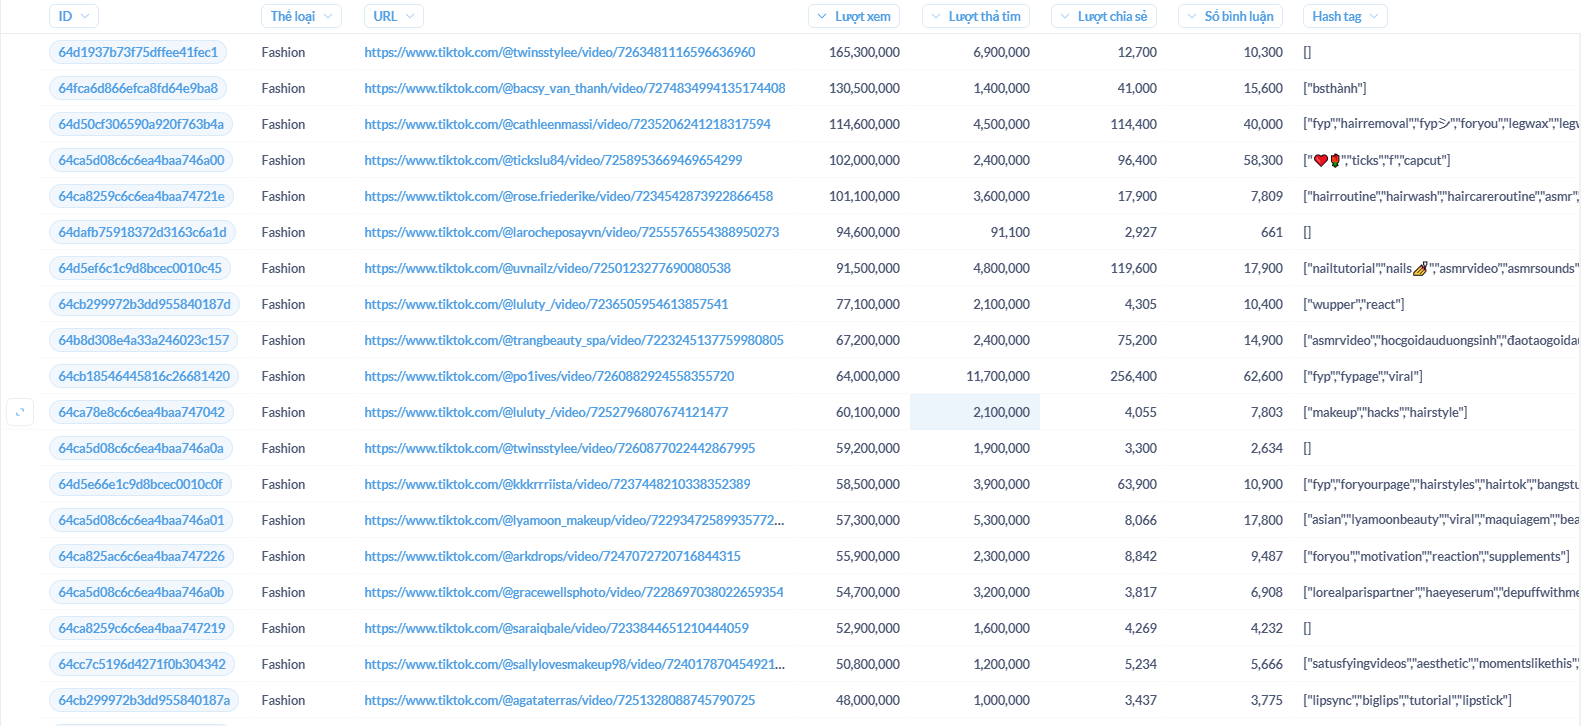 ID Thể loại URL Lượt xem Lượt thả tim Lượt chia sẻ Số bình luận Hash tag
64d1937b73f75dffee41fec1 Fashion https://www.tiktok.com/@twinsstylee/video/7263481116596636960 165,300,000 6,900,000 12,700 10,300 []
64fca6d866efca8fd64e9ba8 Fashion https://www.tiktok.com/@bacsy_van_thanh/video/7274834994135174408 130,500,000 1,400,000 41,000 15,600 ["bsthành"]
64d50cf306590a920f763b4a Fashion https://www.tiktok.com/@cathleenmassi/video/7235206241218317594 114,600,000 4,500,000 114,400 40,000 ["fyp","hairremoval","fypシ","foryou","legwax","legw
64ca5d08c6c6ea4baa746a00 Fashion https://www.tiktok.com/@tickslu84/video/7258953669469654299 102,000,000 2,400,000 96,400 58,300 ["❤️🌹","ticks","f","capcut"]
64ca8259c6c6ea4baa74721e Fashion https://www.tiktok.com/@rose.friederike/video/7234542873922866458 101,100,000 3,600,000 17,900 7,809 ["hairroutine","hairwash","haircareroutine","asmr",
64dafb75918372d3163c6a1d Fashion https://www.tiktok.com/@larocheposayvn/video/7255576554388950273 94,600,000 91,100 2,927 661 []
64d5ef6c1c9d8bcec0010c45 Fashion https://www.tiktok.com/@uvnailz/video/7250123277690080538 91,500,000 4,800,000 119,600 17,900 ["nailtutorial","nails💅","asmrvideo","asmrsounds"
64cb299972b3dd955840187d Fashion https://www.tiktok.com/@luluty_/video/7236505954613857541 77,100,000 2,100,000 4,305 10,400 ["wupper","react"]
64b8d308e4a33a246023c157 Fashion https://www.tiktok.com/@trangbeauty_spa/video/7223245137759980805 67,200,000 2,400,000 75,200 14,900 ["asmrvideo","hocgoidauduongsinh","đaotaogoidau
64cb18546445816c26681420 Fashion https://www.tiktok.com/@po1ives/video/7260882924558355720 64,000,000 11,700,000 256,400 62,600 ["fyp","fypage","viral"]
64ca78e8c6c6ea4baa747042 Fashion https://www.tiktok.com/@luluty_/video/7252796807674121477 60,100,000 2,100,000 4,055 7,803 ["makeup","hacks","hairstyle"]
64ca5d08c6c6ea4baa746a0a Fashion https://www.tiktok.com/@twinsstylee/video/7260877022442867995 59,200,000 1,900,000 3,300 2,634 []
64d5e66e1c9d8bcec0010c0f Fashion https://www.tiktok.com/@kkkrrriista/video/7237448210338352389 58,500,000 3,900,000 63,900 10,900 ["fyp","foryourpage","hairstyles","hairtok","bangstu
64ca5d08c6c6ea4baa746a01 Fashion https://www.tiktok.com/@lyamoon_makeup/video/72293472589935772... 57,300,000 5,300,000 8,066 17,800 ["asian","lyamoonbeauty","viral","maquiagem","bea
64ca825ac6c6ea4baa747226 Fashion https://www.tiktok.com/@arkdrops/video/7247072720716844315 55,900,000 2,300,000 8,842 9,487 ["foryou","motivation","reaction","supplements"]
64ca5d08c6c6ea4baa746a0b Fashion https://www.tiktok.com/@gracewellsphoto/video/7228697038022659354 54,700,000 3,200,000 3,817 6,908 ["lorealparispartner","haeyeserum","depuffwithme
64ca8259c6c6ea4baa747219 Fashion https://www.tiktok.com/@saraiqbale/video/7233844651210444059 52,900,000 1,600,000 4,269 4,232 []
64cc7c5196d4271f0b304342 Fashion https://www.tiktok.com/@sallylovesmakeup98/video/724017870454921... 50,800,000 1,200,000 5,234 5,666 ["satusfyingvideos","aesthetic","momentslikethis",
64cb299972b3dd955840187a Fashion https://www.tiktok.com/@agataterras/video/7251328088745790725 48,000,000 1,000,000 3,437 3,775 ["lipsync","biglips","tutorial","lipstick"]